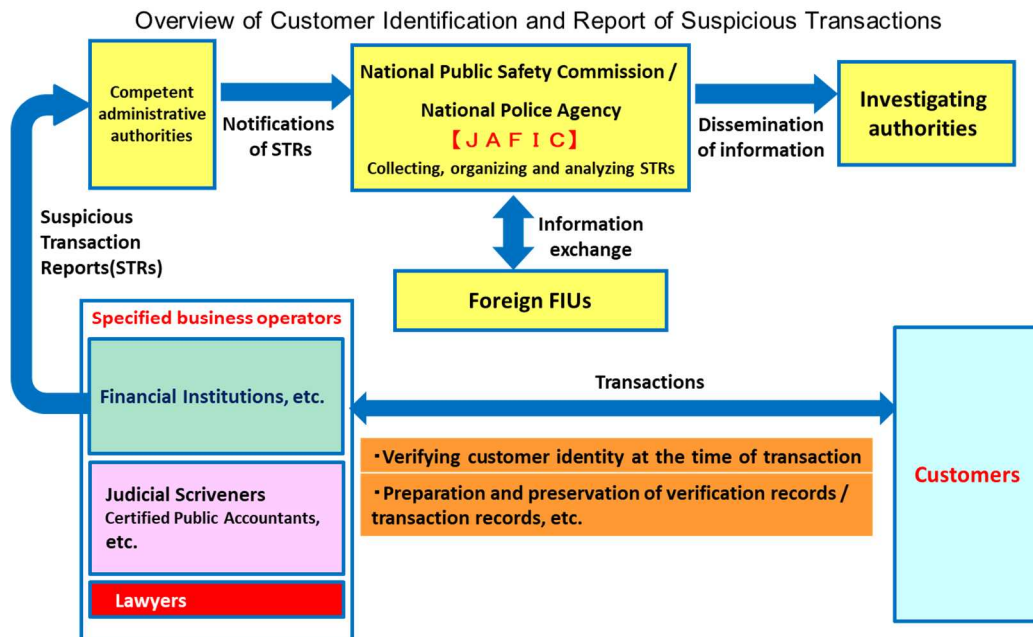 Overview of Customer Identification and Report of Suspicious Transactions
Competent
administrative
authorities
Notifications
of STRs
National Public Safety Commission /
National Police Agency
【ＪＡＦＩＣ】
Collecting, organizing and analyzing STRs
Dissemination
of information
Investigating
authorities
Suspicious
Transaction
Reports(STRs)
Information
exchange
Foreign FIUs
Specified business operators
Financial Institutions, etc.
Judicial Scriveners
Certified Public Accountants,
etc.
Lawyers
Transactions
・Verifying customer identity at the time of transaction
・Preparation and preservation of verification records /
transaction records, etc.
Customers